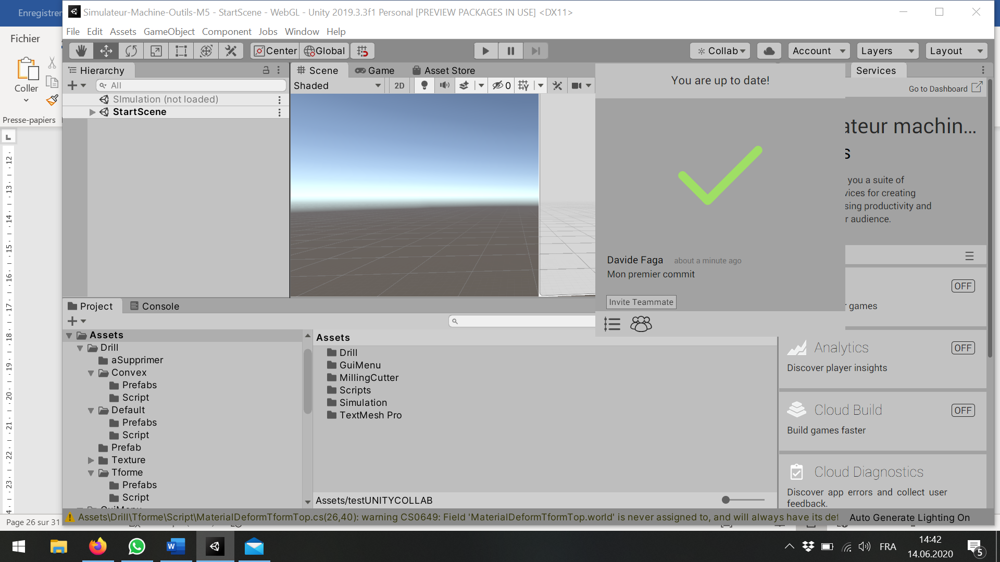 Enregistrer
Simulateur-Machine-Outils-M5 - StartScene - WebGL - Unity 2019.3.3f1 Personal [PREVIEW PACKAGES IN USE] <DX11>
Fichier
File Edit Assets GameObject Component Jobs Window Help
Center Global Collab Account Layers Layout
Hierarchy
Scene Game Asset Store
Services
All
Shaded 2D 0
You are up to date!
Go to Dashboard
Coller
SImulation (not loaded)
StartScene
Presse-papiers
ateur machin...
s
you a suite of
vices for creating
sing productivity and
r audience.
Davide Faga about a minute ago
Mon premier commit
OFF
Invite Teammate
r games
Project Console
Assets
Drill
aSupprimer
Convex
Prefabs
Script
Default
Prefabs
Script
Prefab
Texture
Tforme
Prefabs
Script
Assets
Drill
GuiMenu
MillingCutter
Scripts
Simulation
TextMesh Pro
Assets/testUNITYCOLLAB
Analytics OFF
Discover player insights
Cloud Build OFF
Build games faster
Cloud Diagnostics
Discover app errors and collect user
feedback.
12
13
14
15
16
17
18
19
20
21
22
23
Page 26 sur 31
Assets\Drill\Tforme\Script\MaterialDeformTformTop.cs(26,40): warning CS0649: Field 'MaterialDeformTformTop.world' is never assigned to, and will always have its def
Auto Generate Lighting On
FRA
14:42
14.06.2020
5